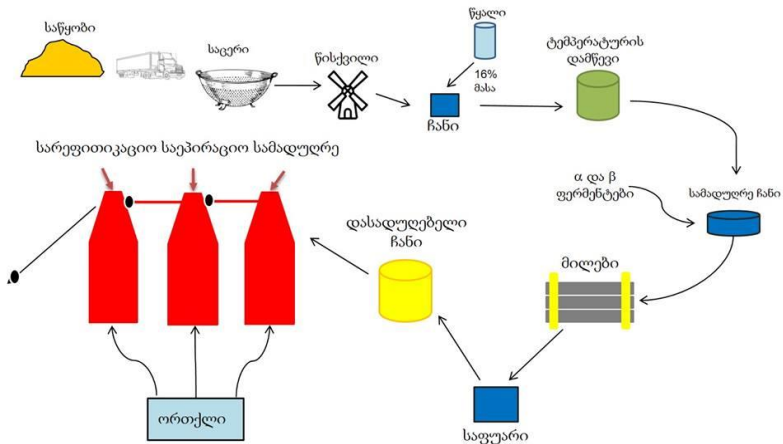 საწყობი
საცერი
წისქვილი
წყალი
16%
მასა
ჩანი
ტემპერატურის
დამწევი
სარეფითიკაციო საეპირაციო სამადუღრე
α და β
ფერმენტები
სამადუღრე ჩანი
დასადუღებელი
ჩანი
მილები
ორთქლი
საფუარი